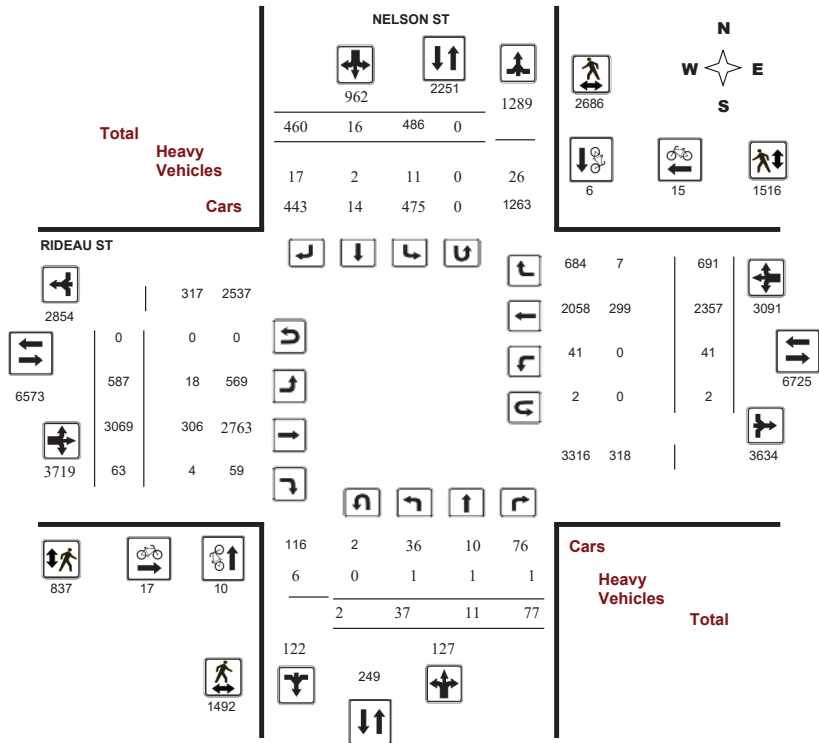 NELSON ST
N
W E
S
962
2251
1289
2686
Total
460 16 486 0
Heavy
Vehicles
17 2 11 0 26
6 15 1516
Cars
443 14 475 0 1263
RIDEAU ST
2854
317 2537
684 7 691
3091
0 0 0
2058 299 2357
6573
587 18 569
41 0 41
6725
3719
3069 306 2763
2 0 2
63 4 59
3316 318
3634
837 17 10
116 2 36 10 76
Cars
6 0 1 1 1
Heavy
Vehicles
2 37 11 77
Total
122
249
127
1492